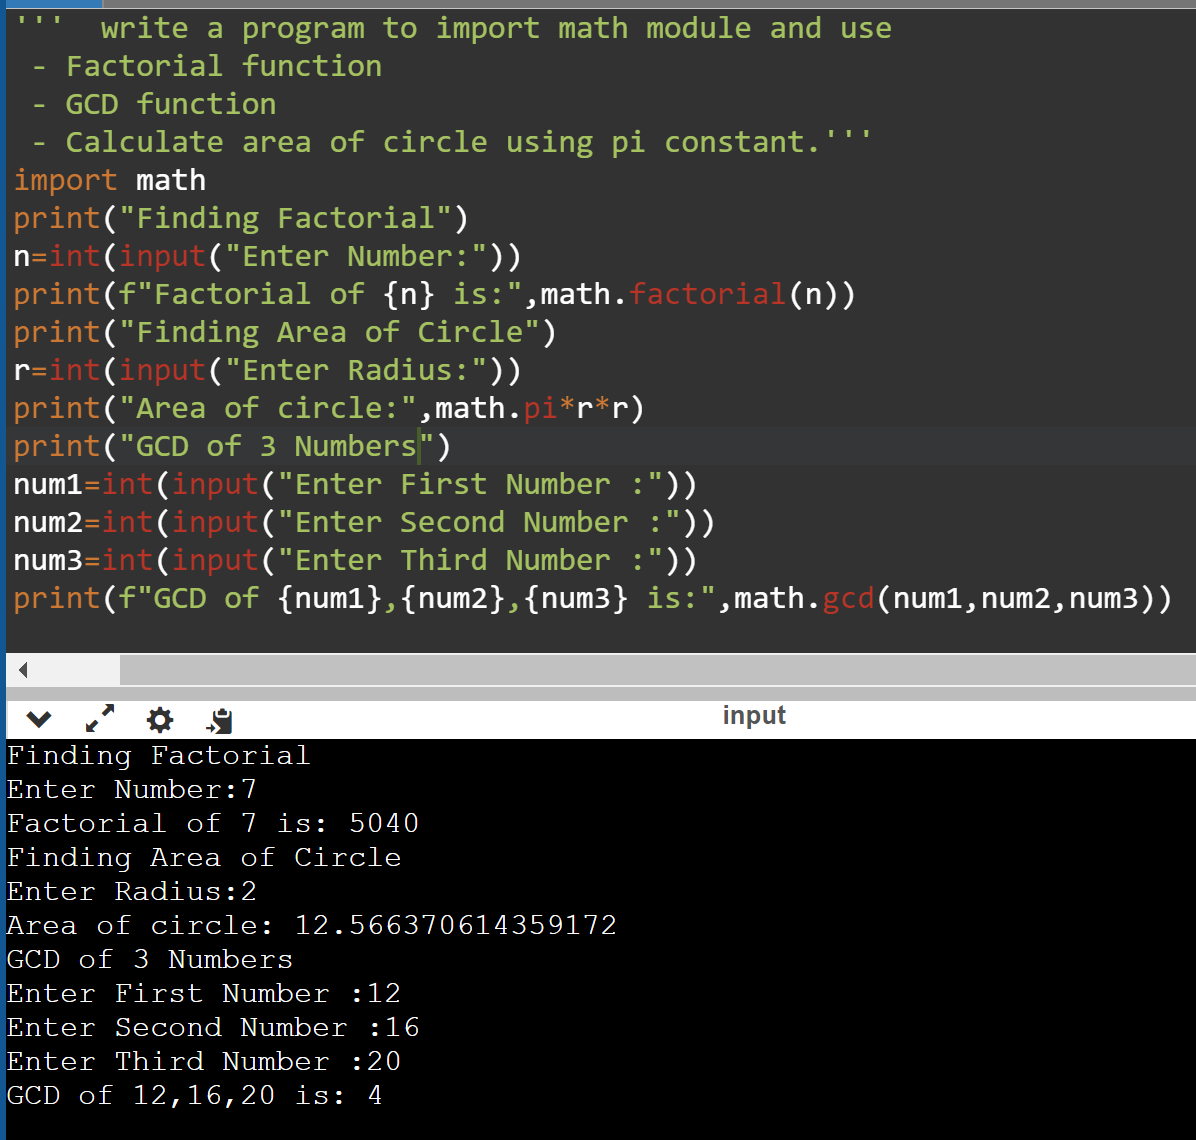 '''  write a program to import math module and use
 - Factorial function
 - GCD function
 - Calculate area of circle using pi constant.'''
import math
print("Finding Factorial")
n=int(input("Enter Number:"))
print(f"Factorial of {n} is:",math.factorial(n))
print("Finding Area of Circle")
r=int(input("Enter Radius:"))
print("Area of circle:",math.pi*r*r)
print("GCD of 3 Numbers")
num1=int(input("Enter First Number :"))
num2=int(input("Enter Second Number :"))
num3=int(input("Enter Third Number :"))
print(f"GCD of {num1},{num2},{num3} is:",math.gcd(num1,num2,num3))
input
Finding Factorial
Enter Number:7
Factorial of 7 is: 5040
Finding Area of Circle
Enter Radius:2
Area of circle: 12.566370614359172
GCD of 3 Numbers
Enter First Number :12
Enter Second Number :16
Enter Third Number :20
GCD of 12,16,20 is: 4